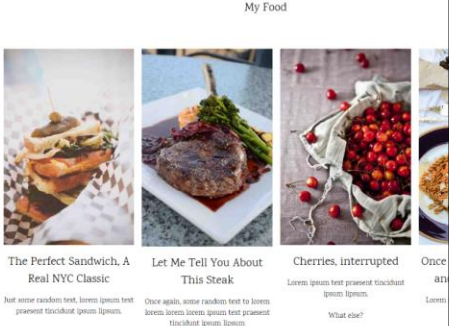 My Food
The Perfect Sandwich, A
Real NYC Classic
Just some random text, lorem ipsum text
praesent tincidunt ipsum lipsum.
Let Me Tell You About
This Steak
Once again, some random text to lorem
lorem lorem lorem ipsum text praesent
tincidunt ipsum lipsum
Cherries, interrupted
Lorem ipsum text praesent tincidunt
ipsum lipsum.
What else?
Once
an
Lorem